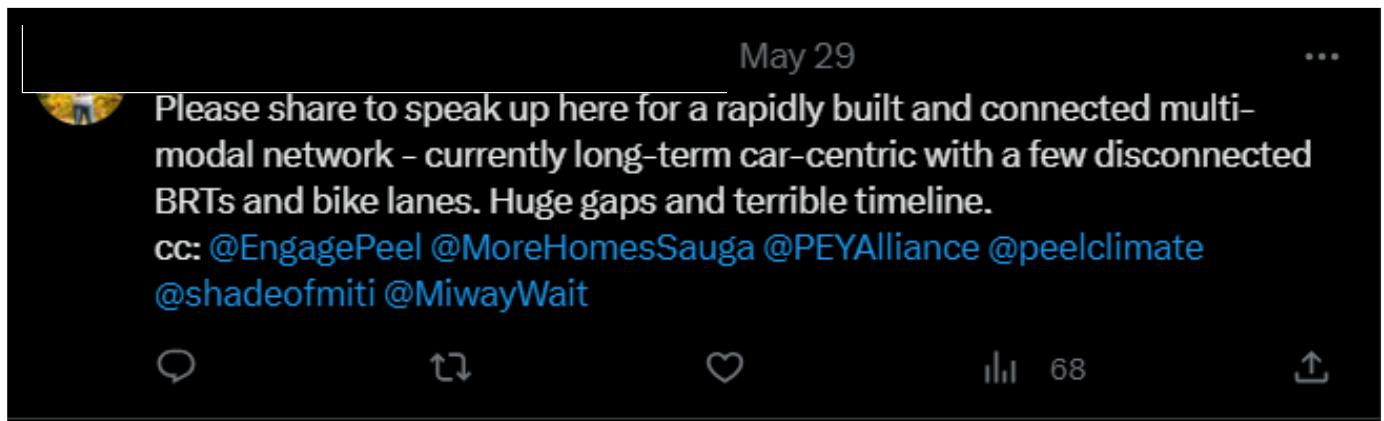 May 29
Please share to speak up here for a rapidly built and connected multi-
modal network - currently long-term car-centric with a few disconnected
BRTs and bike lanes. Huge gaps and terrible timeline.
cc: @EngagePeel @MoreHomesSauga @PEYAlliance @peelclimate
@shadeofmiti @MiwayWait
68